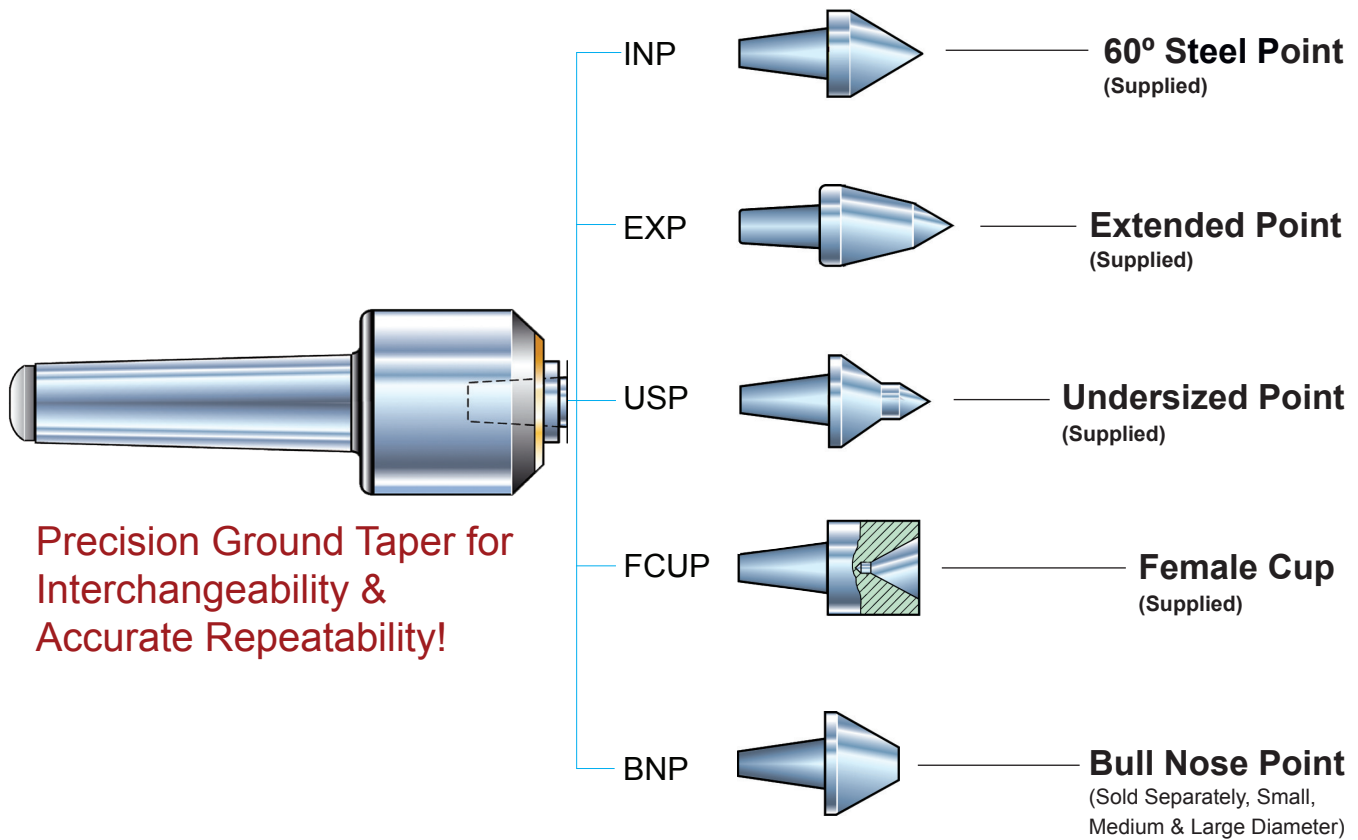 INP
60º Steel Point
(Supplied)
EXP
Extended Point
(Supplied)
USP
Undersized Point
(Supplied)
Precision Ground Taper for
Interchangeability &
Accurate Repeatability!
FCUP
Female Cup
(Supplied)
BNP
Bull Nose Point
(Sold Separately, Small,
Medium & Large Diameter)